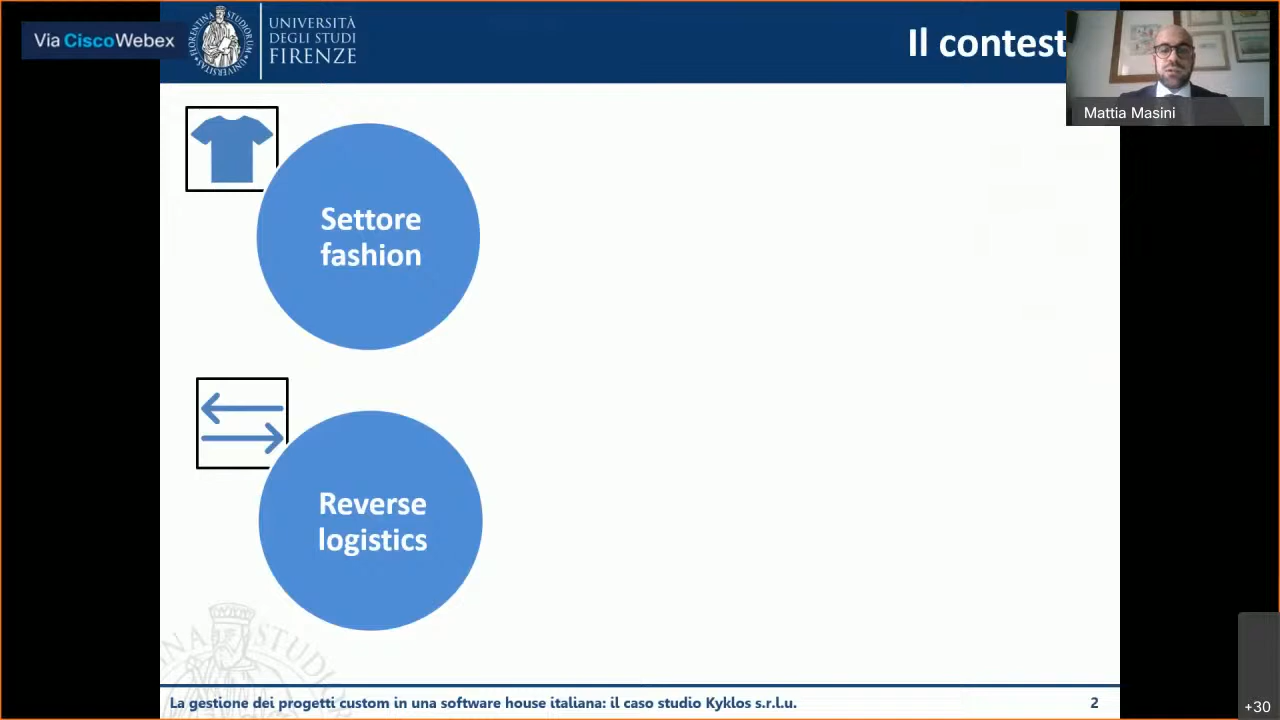 Via CiscoWebex
UNIVERSITÀ
DEGLI STUDI
FIRENZE
Il contest
Mattia Masini
Settore
fashion
Reverse
logistics
La gestione dei progetti custom in una software house italiana: il caso studio Kyklos s.r.l.u.
2
+30